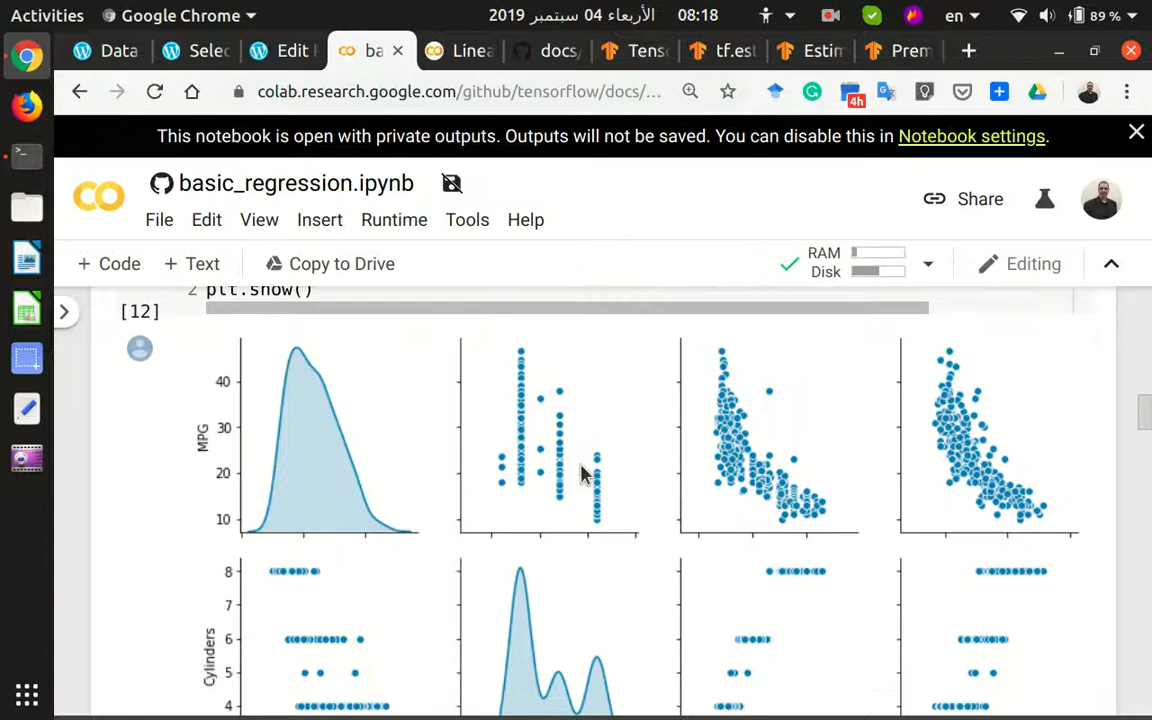 Activities
Google Chrome
الأربعاء 04 سبتمبر 2019
08:18
en
89 %
Data
Selec
Edit
ba
Linea
docs/
Tenso
tf.est
Estim
Prem
colab.research.google.com/github/tensorflow/docs/...
4h
This notebook is open with private outputs. Outputs will not be saved. You can disable this in Notebook settings.
basic_regression.ipynb
Share
File Edit View Insert Runtime Tools Help
+ Code + Text Copy to Drive
RAM
Disk
Editing
2 plt.show()
[12]
40
30
20
10
MPG
8
7
6
5
4
Cylinders